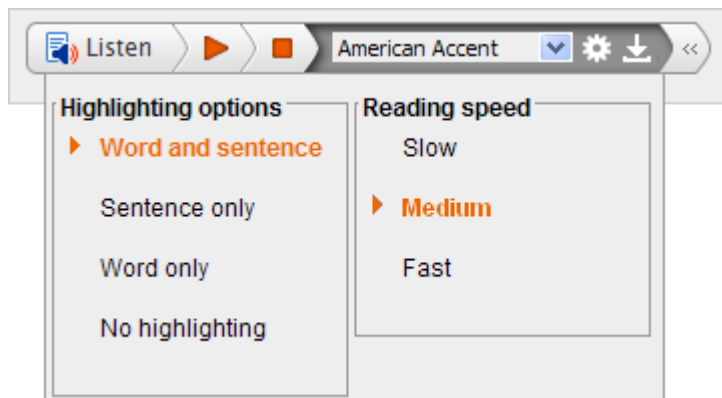 Listen American Accent <<
Highlighting options
Word and sentence
Sentence only
Word only
No highlighting
Reading speed
Slow
Medium
Fast